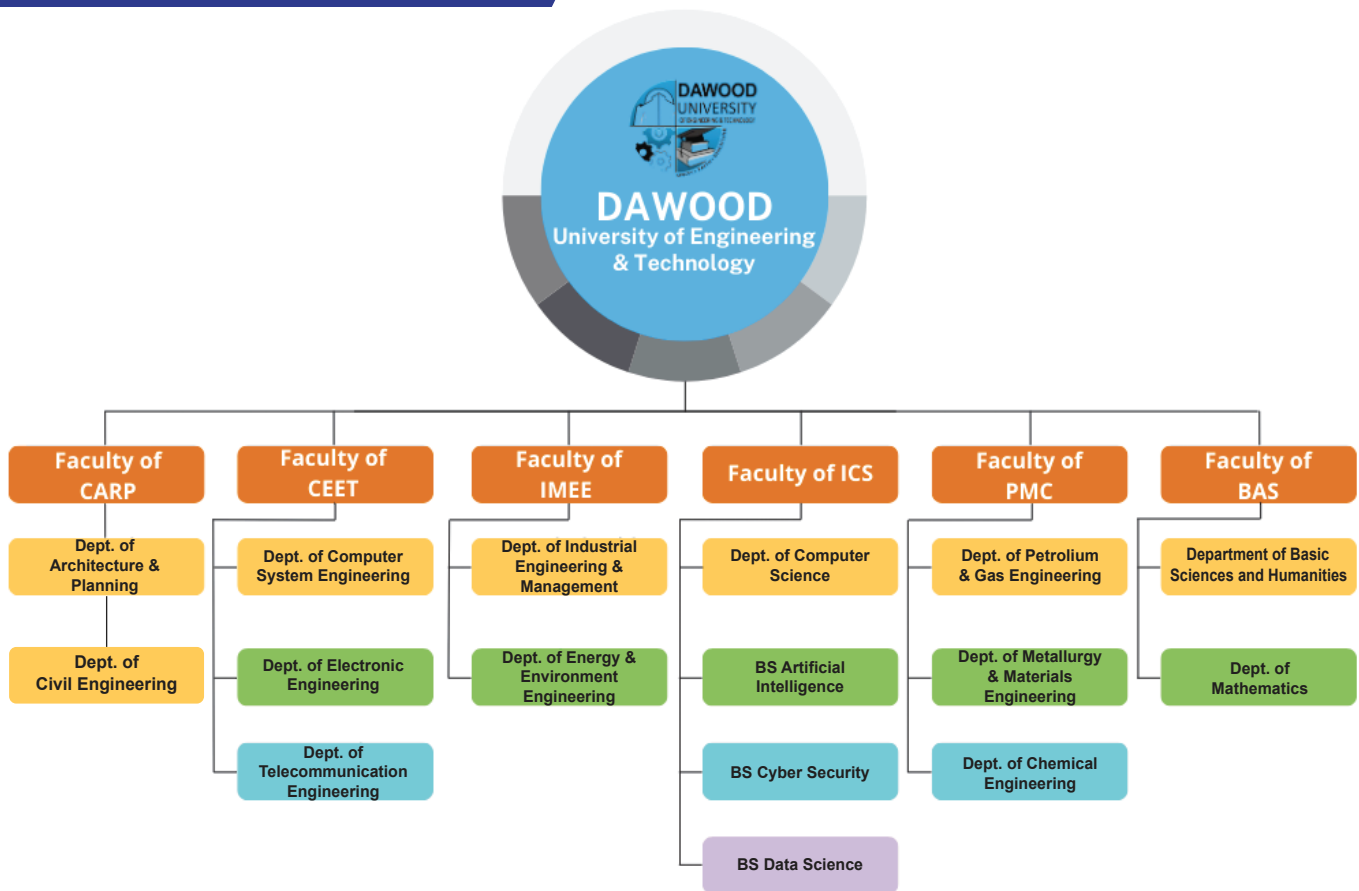 DAWOOD
UNIVERSITY
OF ENGINEERING & TECHNOLOGY
DAWOOD
University of Engineering
& Technology
Faculty of
CARP
Faculty of
CEET
Faculty of
IMEE
Faculty of ICS
Faculty of
PMC
Faculty of
BAS
Dept. of
Architecture &
Planning
Dept. of Computer
System Engineering
Dept. of Industrial
Engineering &
Management
Dept. of Computer
Science
Dept. of Petrolium
& Gas Engineering
Department of Basic
Sciences and Humanities
Dept. of
Civil Engineering
Dept. of Electronic
Engineering
Dept. of Energy &
Environment
Engineering
BS Artificial
Intelligence
Dept. of Metallurgy
& Materials
Engineering
Dept. of
Mathematics
Dept. of
Telecommunication
Engineering
BS Cyber Security
Dept. of Chemical
Engineering
BS Data Science